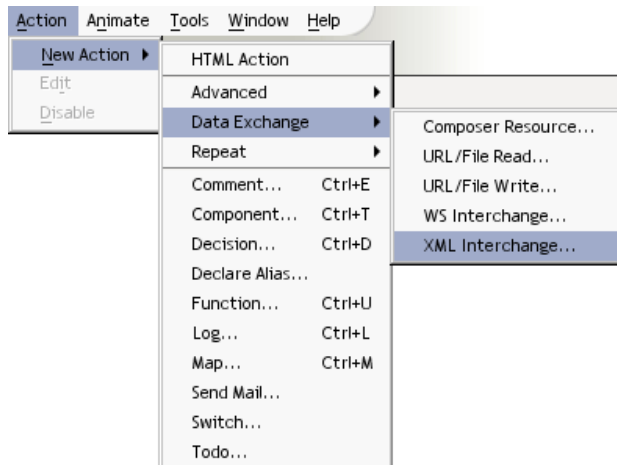 Action Animate Tools Window Help
New Action
Edit
Disable
HTML Action
Advanced
Data Exchange
Repeat
Comment... Ctrl+E
Component... Ctrl+T
Decision... Ctrl+D
Declare Alias...
Function... Ctrl+U
Log... Ctrl+L
Map... Ctrl+M
Send Mail...
Switch...
Todo...
Composer Resource...
URL/File Read...
URL/File Write...
WS Interchange...
XML Interchange...